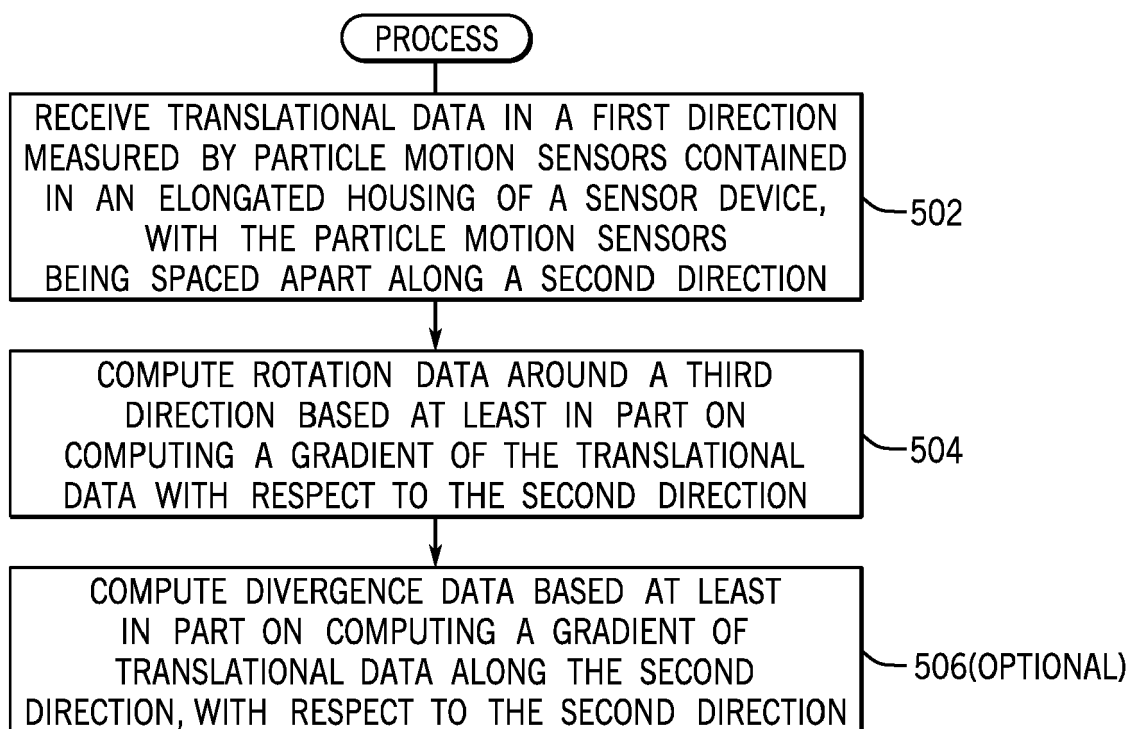 PROCESS
RECEIVE TRANSLATIONAL DATA IN A FIRST DIRECTION
MEASURED BY PARTICLE MOTION SENSORS CONTAINED
IN AN ELONGATED HOUSING OF A SENSOR DEVICE,
WITH THE PARTICLE MOTION SENSORS
BEING SPACED APART ALONG A SECOND DIRECTION
502
COMPUTE ROTATION DATA AROUND A THIRD
DIRECTION BASED AT LEAST IN PART ON
COMPUTING A GRADIENT OF THE TRANSLATIONAL
DATA WITH RESPECT TO THE SECOND DIRECTION
504
COMPUTE DIVERGENCE DATA BASED AT LEAST
IN PART ON COMPUTING A GRADIENT OF
TRANSLATIONAL DATA ALONG THE SECOND
DIRECTION, WITH RESPECT TO THE SECOND DIRECTION
506(OPTIONAL)